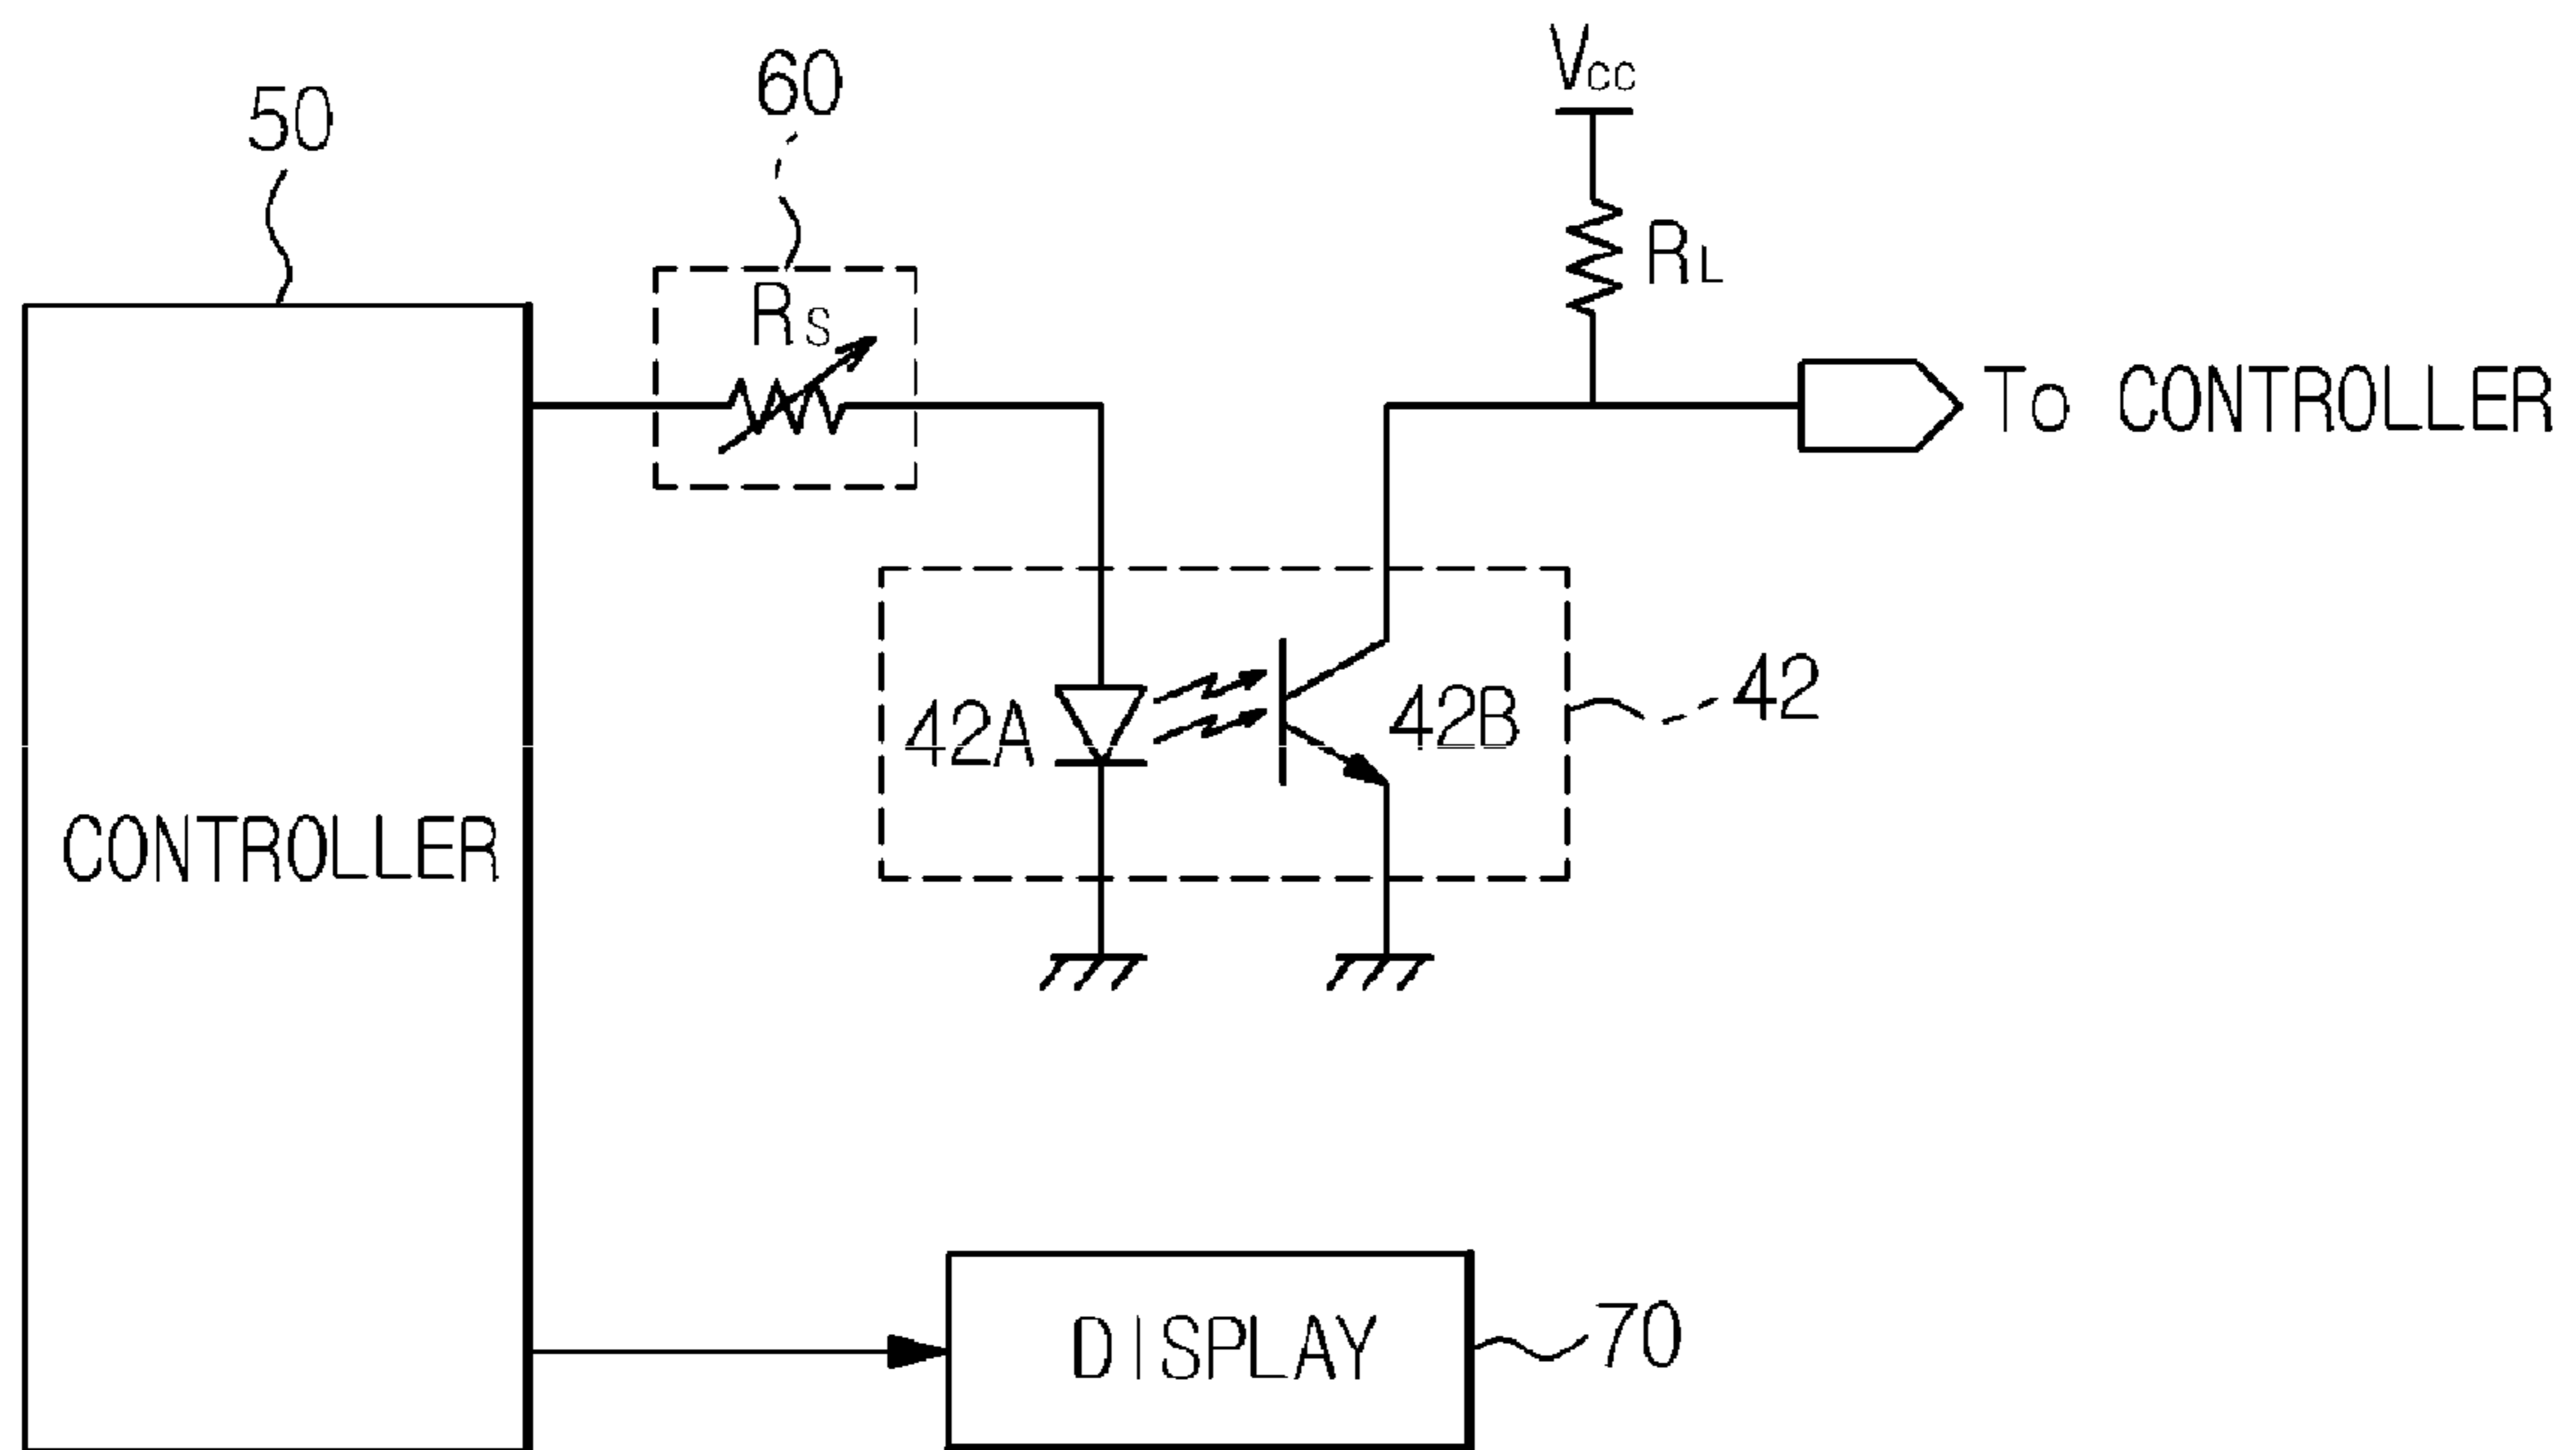 Vcc
60
50
RL
Rs
To CONTROLLER
42
42A
42B
CONTROLLER
DISPLAY
70